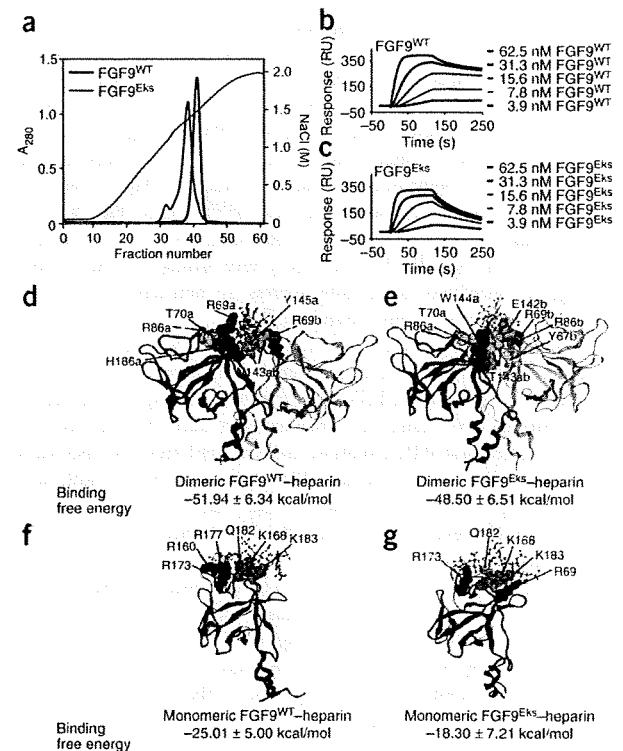 a
1.5
1.0
0.5
0
A280
FGF9WT
FGF9Eks
2.0
1.5
1.0
0.5
0
NaCl (M)
0 10 20 30 40 50 60
Fraction number
b
Response (RU)
350
150
−50
FGF9WT
−50 0 50 100 150 200 250
Time (s)
62.5 nM FGF9WT
31.3 nM FGF9WT
15.6 nM FGF9WT
7.8 nM FGF9WT
3.9 nM FGF9WT
c
Response (RU)
350
150
−50
FGF9Eks
−50 0 50 100 150 200 250
Time (s)
62.5 nM FGF9Eks
31.3 nM FGF9Eks
15.6 nM FGF9Eks
7.8 nM FGF9Eks
3.9 nM FGF9Eks
d
R69a
Y145a
T70a
R86a
R69b
H186a
Dimeric FGF9WT–heparin
−51.94 ± 6.34 kcal/mol
e
W144a
E142b
T70a
R69b
R86a
R86b
Y67b
T143ab
Dimeric FGF9Eks–heparin
−48.50 ± 6.51 kcal/mol
Binding
free energy
f
Q182
R177
K168
R160
K183
R173
Monomeric FGF9WT–heparin
−25.01 ± 5.00 kcal/mol
g
Q182
K168
R173
K183
R69
Monomeric FGF9Eks–heparin
−18.30 ± 7.21 kcal/mol
Binding
free energy